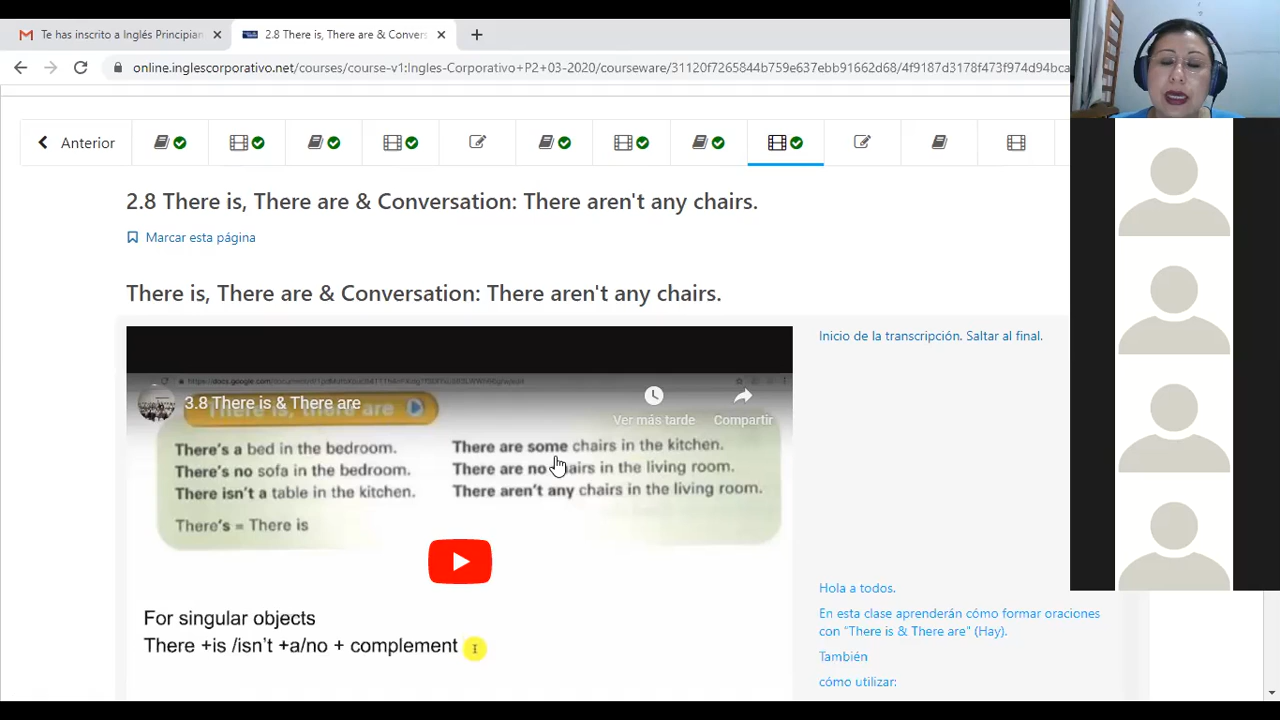 Te has inscrito a Inglés Principian
2.8 There is, There are & Conver
online.inglescorporativo.net/courses/course-v1:Ingles-Corporativo+P2+03-2020/courseware/31120f7265844b759e637ebb91662d68/4f9187d3178f473f974d94bca
Anterior
2.8 There is, There are & Conversation: There aren't any chairs.
Marcar esta página
There is, There are & Conversation: There aren't any chairs.
Inicio de la transcripción. Saltar al final.
3.8 There is & There are
Ver más tarde
Compartir
There is, there are
There's a bed in the bedroom.
There's no sofa in the bedroom.
There isn't a table in the kitchen.
There's = There is
There are some chairs in the kitchen.
There are no chairs in the living room.
There aren't any chairs in the living room.
For singular objects
There +is /isn't +a/no + complement
Hola a todos.
En esta clase aprenderán cómo formar oraciones
con "There is & There are" (Hay).
También
cómo utilizar: